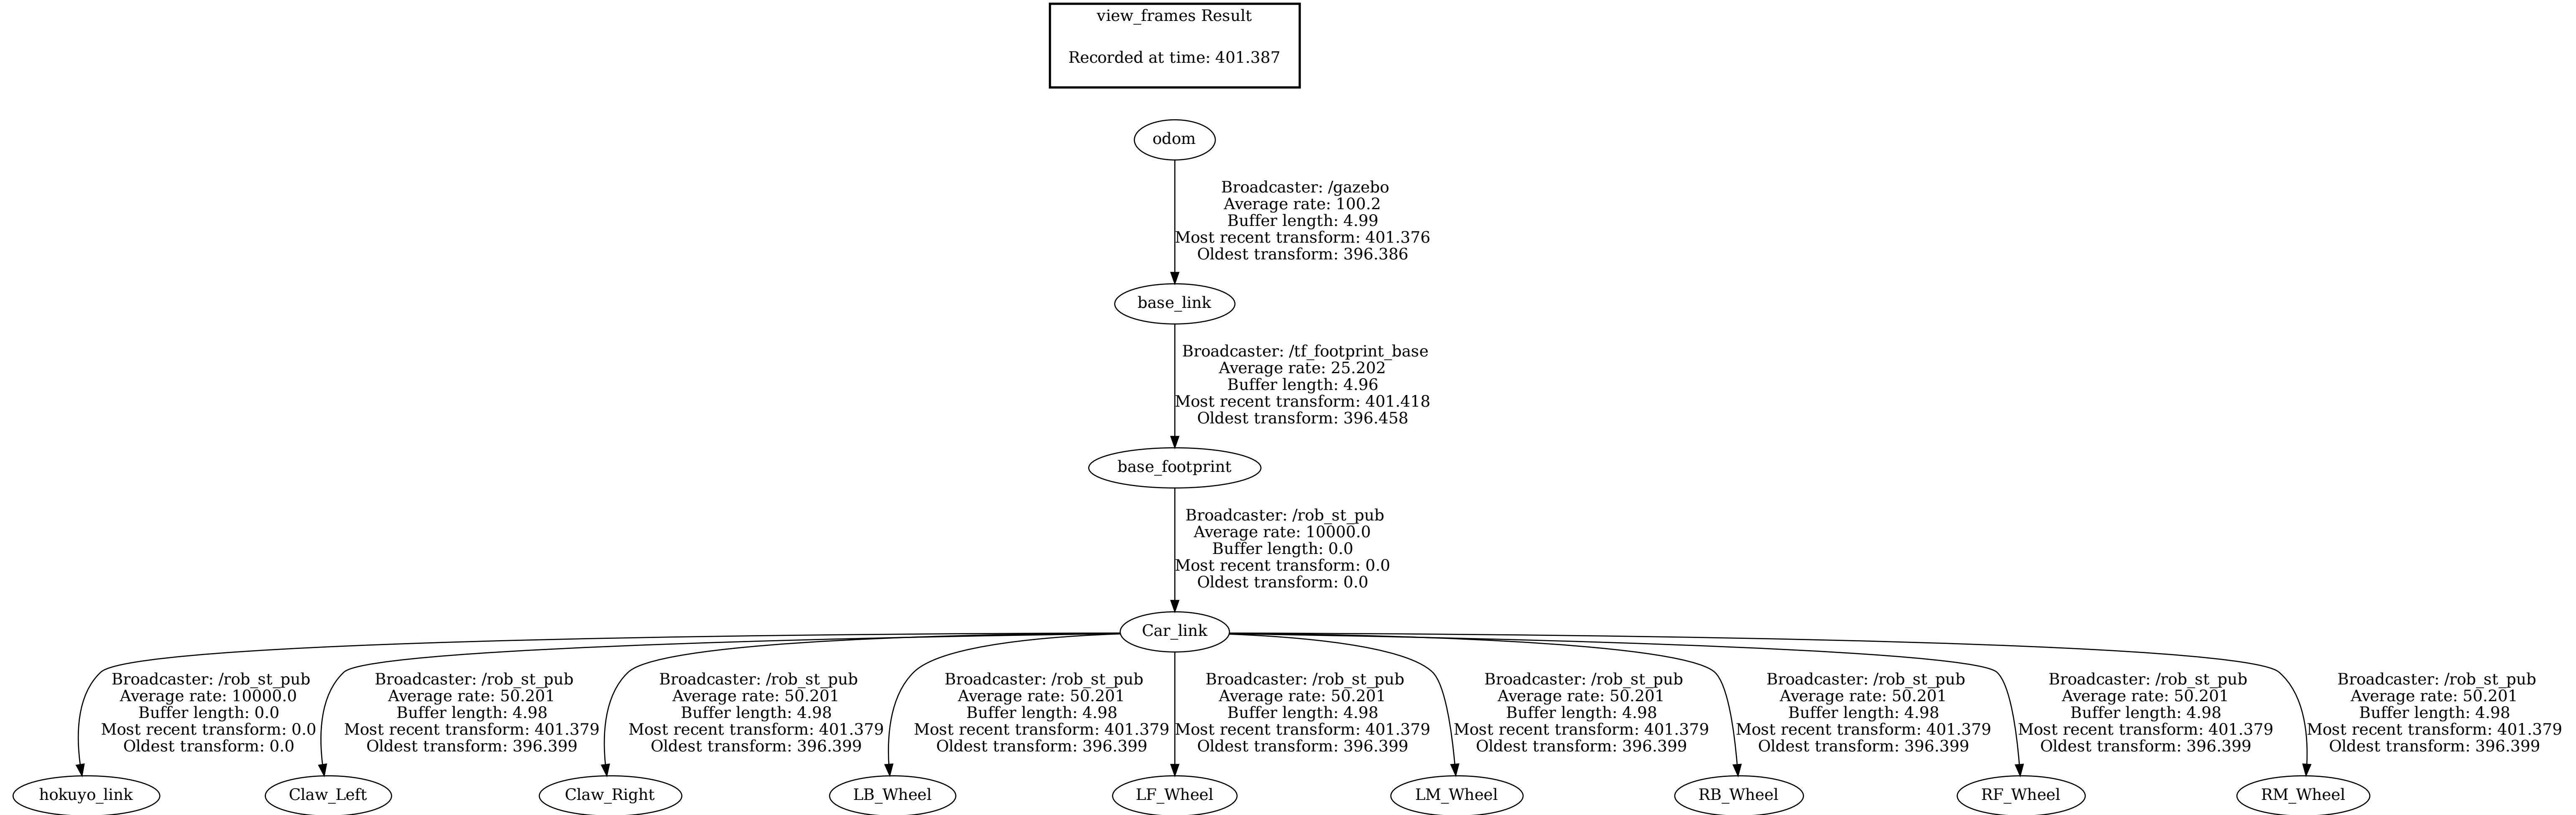 view_frames Result
Recorded at time: 401.387
odom
Broadcaster: /gazebo
Average rate: 100.2
Buffer length: 4.99
Most recent transform: 401.376
Oldest transform: 396.386
base_link
Broadcaster: /tf_footprint_base
Average rate: 25.202
Buffer length: 4.96
Most recent transform: 401.418
Oldest transform: 396.458
base_footprint
Broadcaster: /rob_st_pub
Average rate: 10000.0
Buffer length: 0.0
Most recent transform: 0.0
Oldest transform: 0.0
Car_link
Broadcaster: /rob_st_pub
Average rate: 10000.0
Buffer length: 0.0
Most recent transform: 0.0
Oldest transform: 0.0
Broadcaster: /rob_st_pub
Average rate: 50.201
Buffer length: 4.98
Most recent transform: 401.379
Oldest transform: 396.399
Broadcaster: /rob_st_pub
Average rate: 50.201
Buffer length: 4.98
Most recent transform: 401.379
Oldest transform: 396.399
Broadcaster: /rob_st_pub
Average rate: 50.201
Buffer length: 4.98
Most recent transform: 401.379
Oldest transform: 396.399
Broadcaster: /rob_st_pub
Average rate: 50.201
Buffer length: 4.98
Most recent transform: 401.379
Oldest transform: 396.399
Broadcaster: /rob_st_pub
Average rate: 50.201
Buffer length: 4.98
Most recent transform: 401.379
Oldest transform: 396.399
Broadcaster: /rob_st_pub
Average rate: 50.201
Buffer length: 4.98
Most recent transform: 401.379
Oldest transform: 396.399
Broadcaster: /rob_st_pub
Average rate: 50.201
Buffer length: 4.98
Most recent transform: 401.379
Oldest transform: 396.399
Broadcaster: /rob_st_pub
Average rate: 50.201
Buffer length: 4.98
Most recent transform: 401.379
Oldest transform: 396.399
hokuyo_link
Claw_Left
Claw_Right
LB_Wheel
LF_Wheel
LM_Wheel
RB_Wheel
RF_Wheel
RM_Wheel